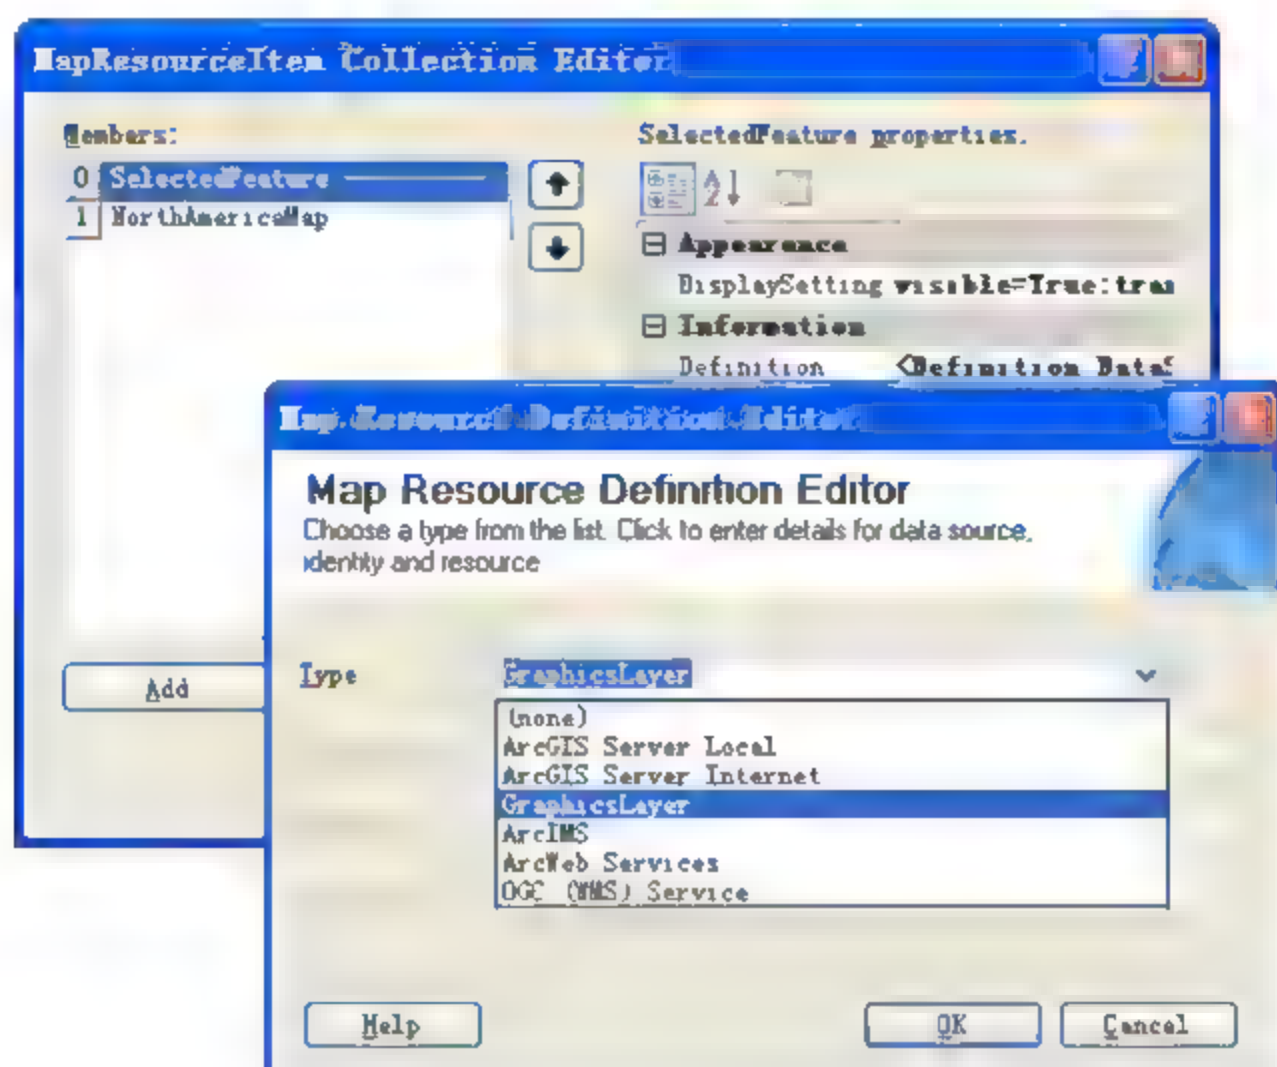 MapResourceItem Collection Editor
Members:
0 SelectedFeature
1 NorthAmericaMap
SelectedFeature properties.
Appearance
DisplaySetting visible=True:tran
Information
Definition <Definition DataS
Map Resource Definition Editor
Map Resource Definition Editor
Choose a type from the list. Click to enter details for data source,
identity and resource
Type GraphicsLayer
(none)
ArcGIS Server Local
ArcGIS Server Internet
GraphicsLayer
ArcIMS
ArcWeb Services
OGC (WMS) Service
Add
Help OK Cancel